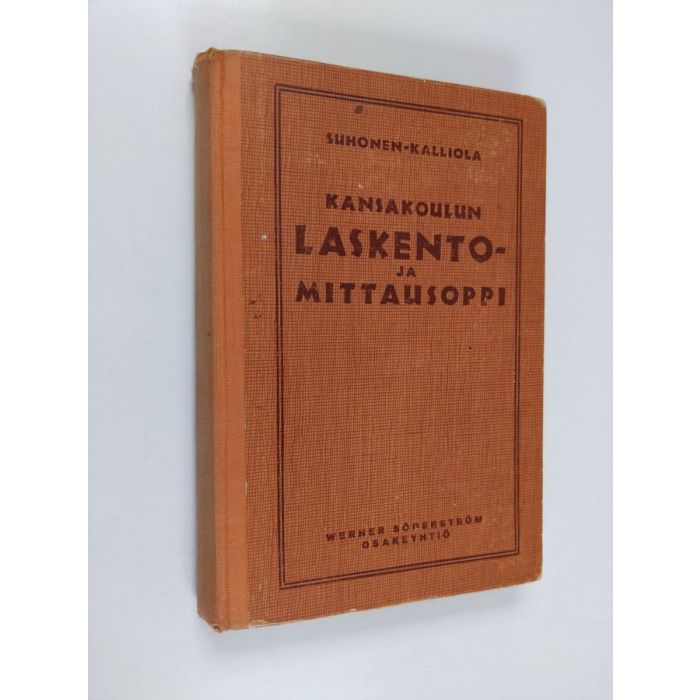 SUHONEN-KALLIOLA
KANSAKOULUN
LASKENTO-
JA
MITTAUSOPPI
WERNER SÖDERSTRÖM
OSAKEYHTIÖ